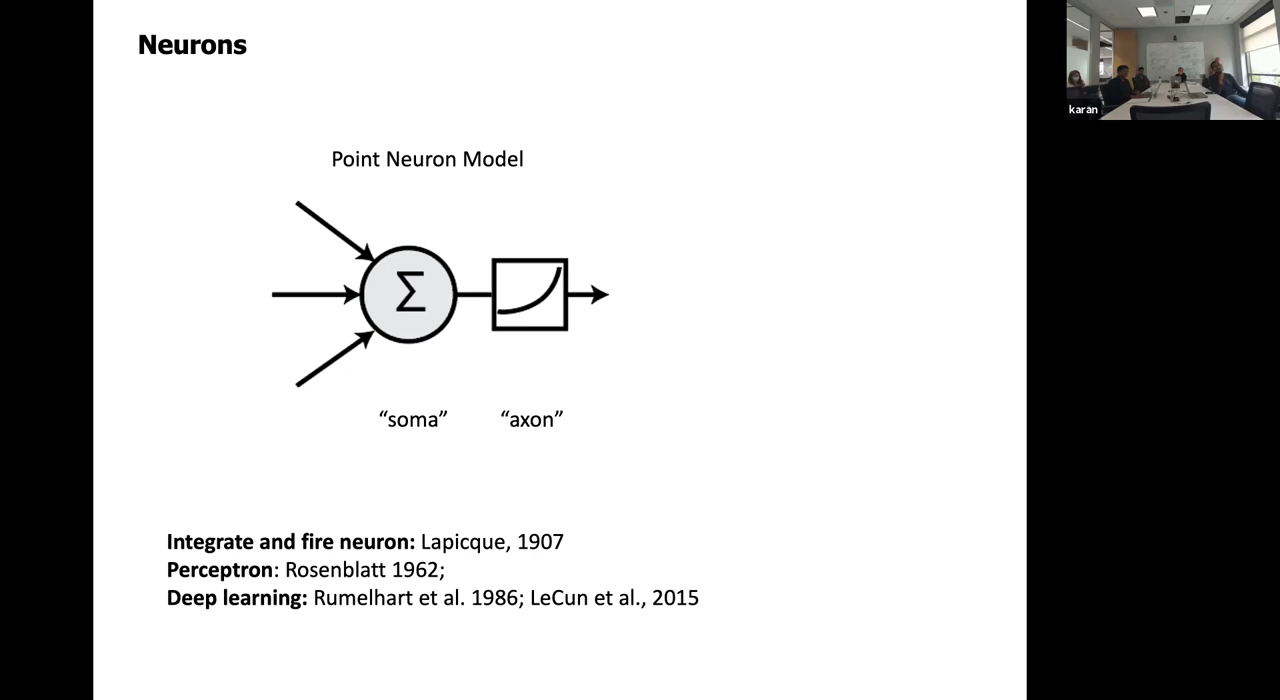 Neurons
karan
Point Neuron Model
Σ
“soma” “axon”
Integrate and fire neuron: Lapicque, 1907
Perceptron: Rosenblatt 1962;
Deep learning: Rumelhart et al. 1986; LeCun et al., 2015